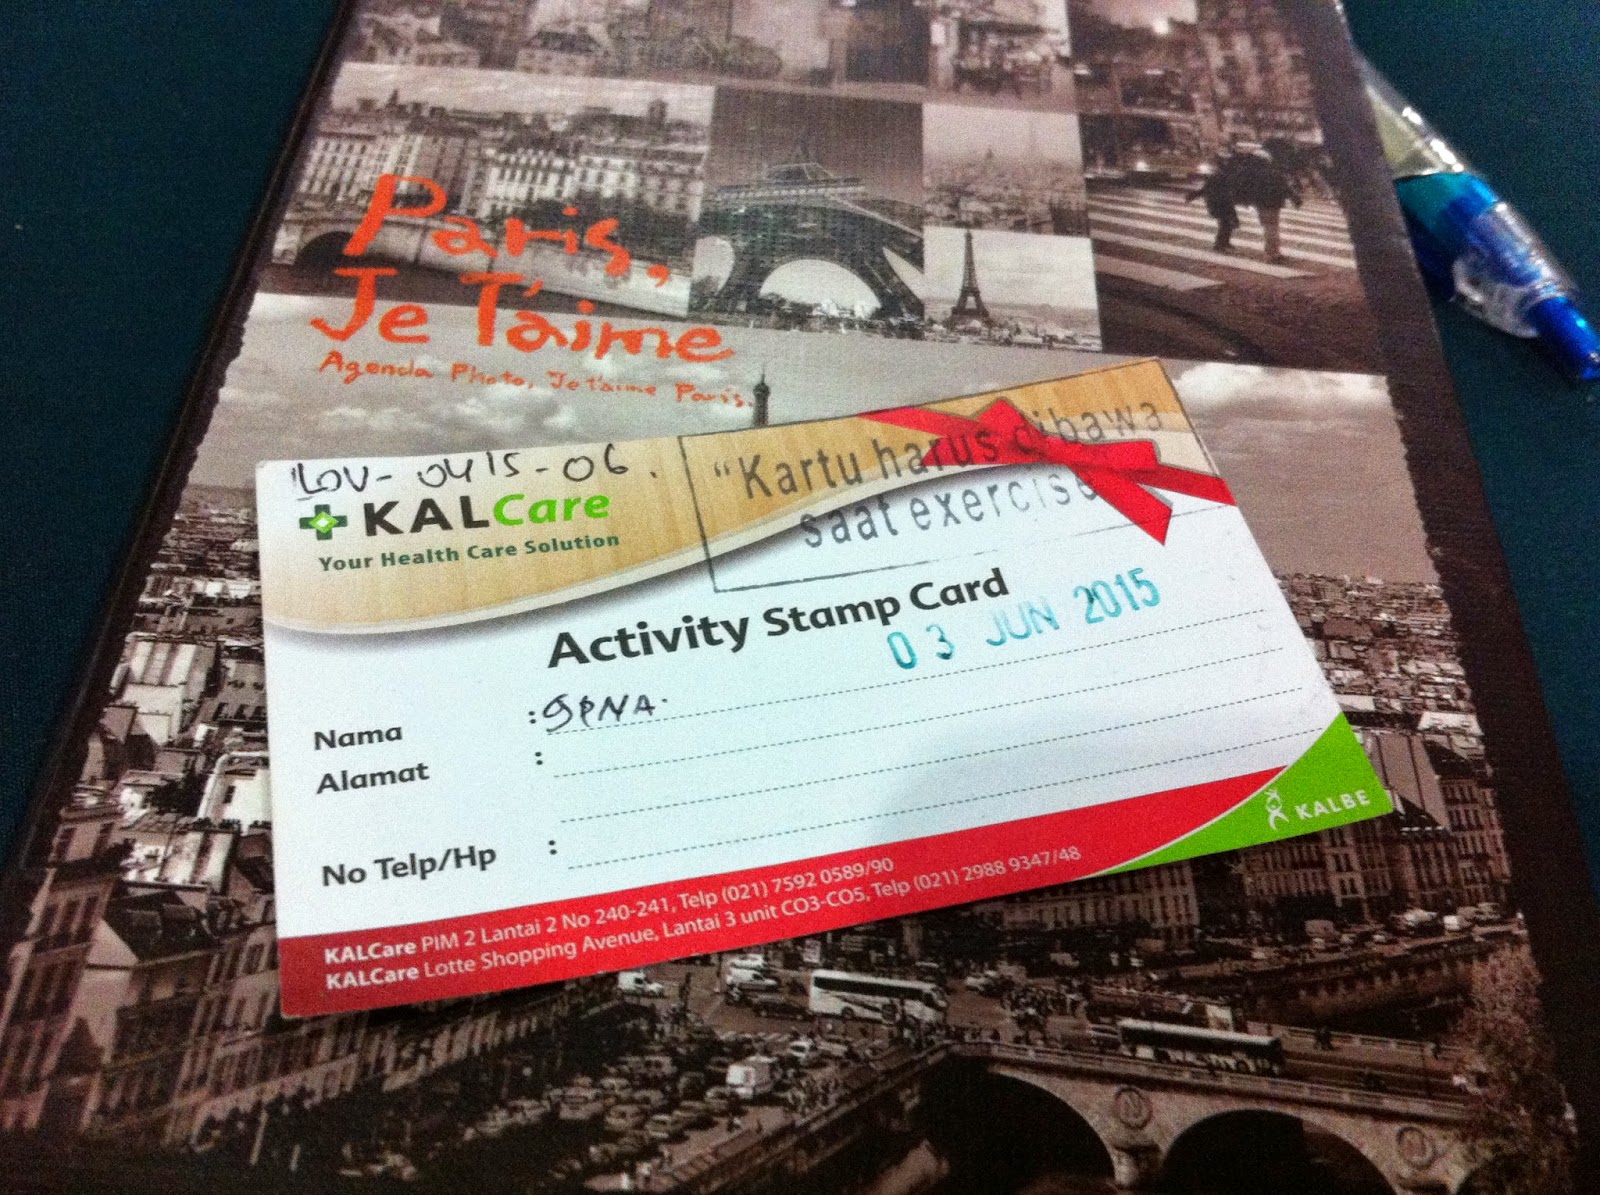 Paris,
Je T'aime
Agenda Photo, Je t'aime Paris.
LOV- 0415-06.
KALCare
Your Health Care Solution
"Kartu harus dibawa
saat exercise
Activity Stamp Card
03 JUN 2015
Nama :
Alamat :
No Telp/Hp :
KALCare PIM 2 Lantai 2 No 240-241, Telp (021) 7592 0589/90
KALCare Lotte Shopping Avenue, Lantai 3 unit CO3-CO5, Telp (021) 2988 9347/48
KALBE